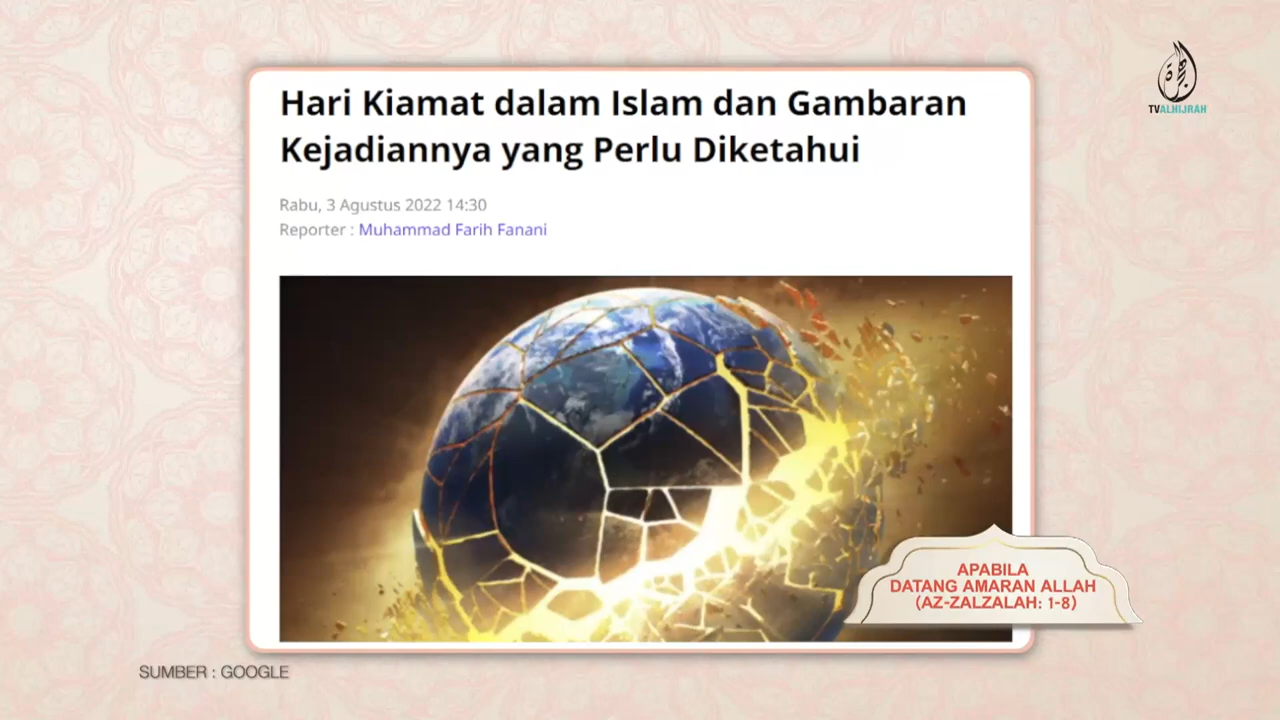 Hari Kiamat dalam Islam dan Gambaran
Kejadiannya yang Perlu Diketahui
Rabu, 3 Agustus 2022 14:30
Reporter : Muhammad Farih Fanani
هجرة
TVALHIJRAH
APABILA
DATANG AMARAN ALLAH
(AZ-ZALZALAH: 1-8)
SUMBER : GOOGLE